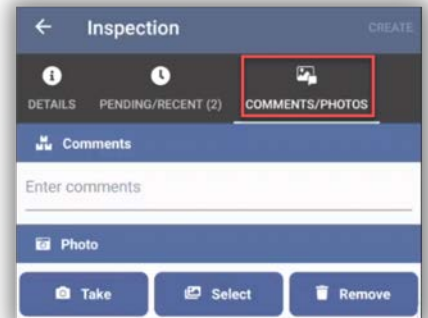 Inspection CREATE
DETAILS PENDING/RECENT (2) COMMENTS/PHOTOS
Comments
Enter comments
Photo
Take Select Remove